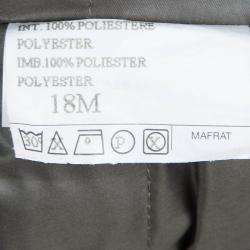 INT. 100% POLIESTERE
POLYESTER
IMB.100% POLIESTER
POLYESTER
18M
30° P
MAFRAT